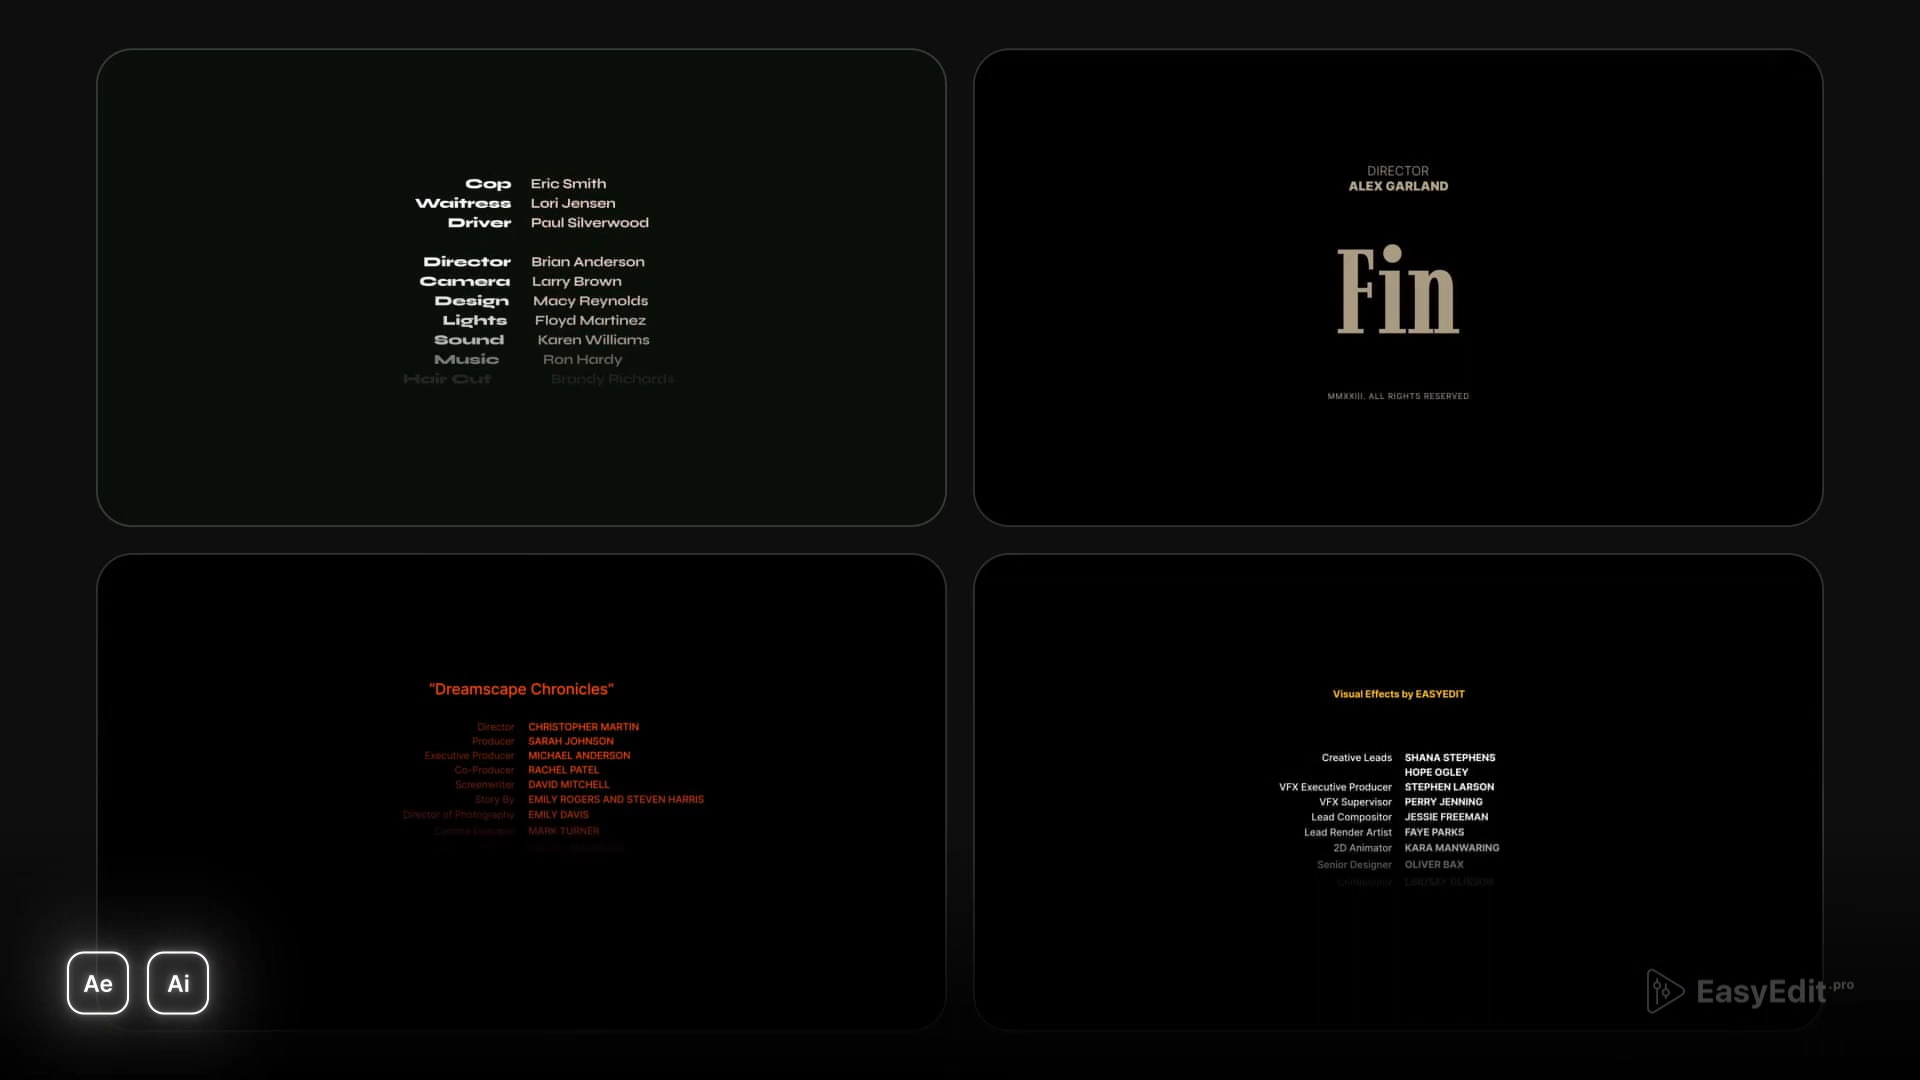 Cop Eric Smith
Waitress Lori Jensen
Driver Paul Silverwood
Director Brian Anderson
Camera Larry Brown
Design Macy Reynolds
Lights Floyd Martinez
Sound Karen Williams
Music Ron Hardy
Hair Cut Brandy Richards
DIRECTOR
ALEX GARLAND
Fin
MMXXIII. ALL RIGHTS RESERVED
"Dreamscape Chronicles"
Director CHRISTOPHER MARTIN
Producer SARAH JOHNSON
Executive Producer MICHAEL ANDERSON
Co-Producer RACHEL PATEL
Screenwriter DAVID MITCHELL
Story By EMILY ROGERS AND STEVEN HARRIS
Director of Photography EMILY DAVIS
Camera Operator MARK TURNER
Visual Effects by EASYEDIT
Creative Leads SHANA STEPHENS
HOPE OGLEY
VFX Executive Producer STEPHEN LARSON
VFX Supervisor PERRY JENNING
Lead Compositor JESSIE FREEMAN
Lead Render Artist FAYE PARKS
2D Animator KARA MANWARING
Senior Designer OLIVER BAX
Ae Ai
EasyEdit.pro